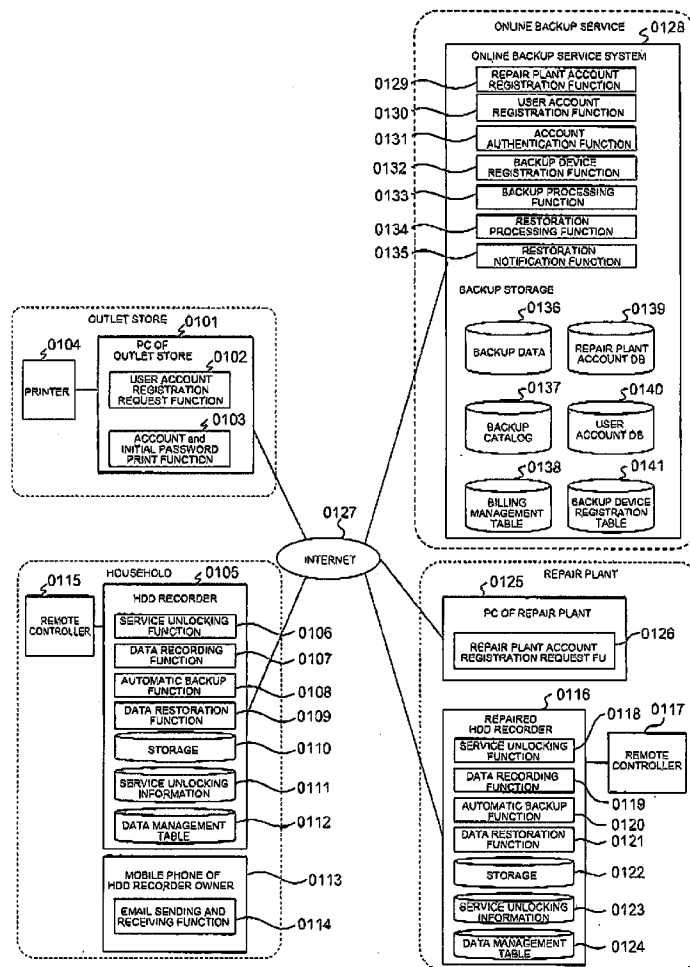 ONLINE BACKUP SERVICE
0128
ONLINE BACKUP SERVICE SYSTEM
0129
REPAIR PLANT ACCOUNT
REGISTRATION FUNCTION
0130
USER ACCOUNT
REGISTRATION FUNCTION
0131
ACCOUNT
AUTHENTICATION FUNCTION
0132
BACKUP DEVICE
REGISTRATION FUNCTION
0133
BACKUP PROCESSING
FUNCTION
0134
RESTORATION
PROCESSING FUNCTION
0135
RESTORATION
NOTIFICATION FUNCTION
BACKUP STORAGE
0136
BACKUP DATA
0139
REPAIR PLANT
ACCOUNT DB
0137
BACKUP
CATALOG
0140
USER
ACCOUNT DB
0138
BILLING
MANAGEMENT
TABLE
0141
BACKUP DEVICE
REGISTRATION
TABLE
OUTLET STORE
0104
PRINTER
0101
PC OF
OUTLET STORE
0102
USER ACCOUNT
REGISTRATION
REQUEST FUNCTION
0103
ACCOUNT and
INITIAL PASSWORD
PRINT FUNCTION
0127
INTERNET
HOUSEHOLD
0115
REMOTE
CONTROLLER
0105
HDD RECORDER
SERVICE UNLOCKING
FUNCTION
0106
DATA RECORDING
FUNCTION
0107
AUTOMATIC BACKUP
FUNCTION
0108
DATA RESTORATION
FUNCTION
0109
STORAGE
0110
SERVICE UNLOCKING
INFORMATION
0111
DATA MANAGEMENT
TABLE
0112
MOBILE PHONE OF
HDD RECORDER OWNER
0113
EMAIL SENDING AND
RECEIVING FUNCTION
0114
REPAIR PLANT
0125
PC OF REPAIR PLANT
0126
REPAIR PLANT ACCOUNT
REGISTRATION REQUEST FU
0116
REPAIRED
HDD RECORDER
0118
0117
REMOTE
CONTROLLER
SERVICE UNLOCKING
FUNCTION
DATA RECORDING
FUNCTION
0119
AUTOMATIC BACKUP
FUNCTION
0120
DATA RESTORATION
FUNCTION
0121
STORAGE
0122
SERVICE UNLOCKING
INFORMATION
0123
DATA MANAGEMENT
TABLE
0124